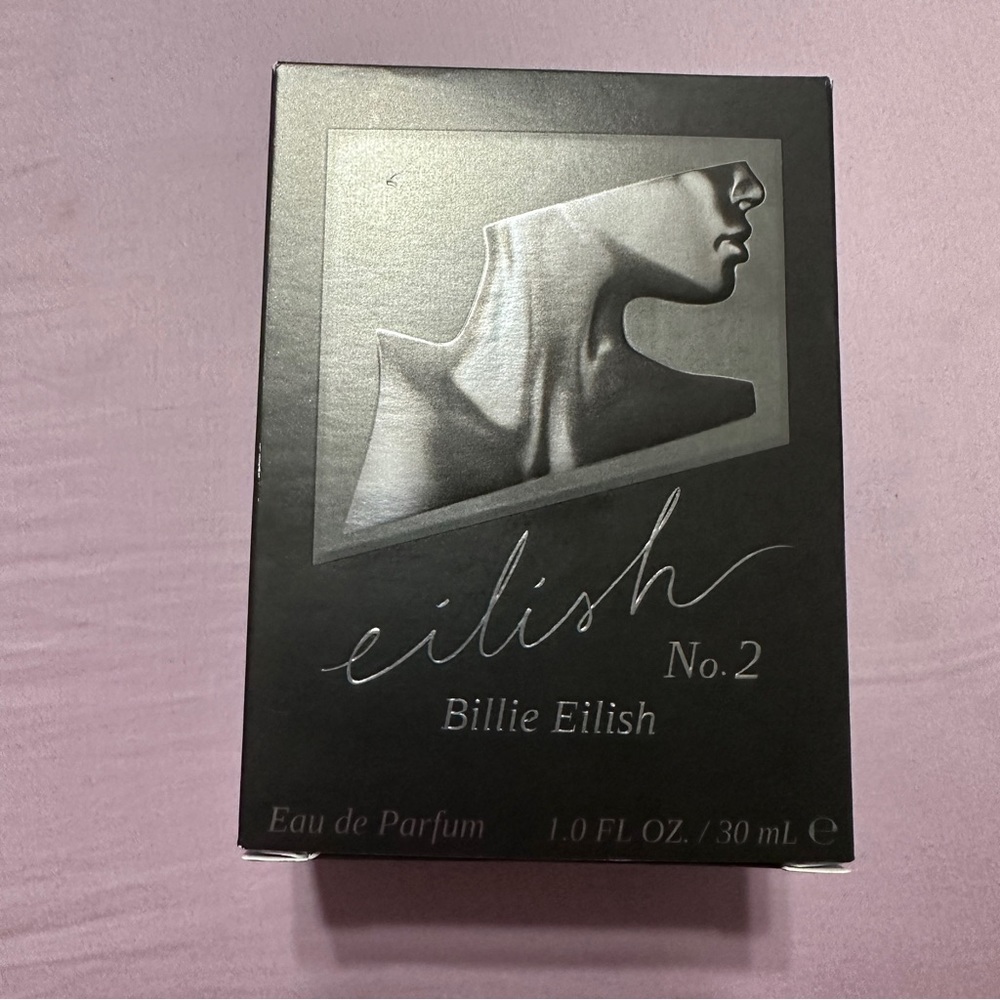 eilish
No. 2
Billie Eilish
Eau de Parfum 1.0 FL OZ. / 30 mL ℮